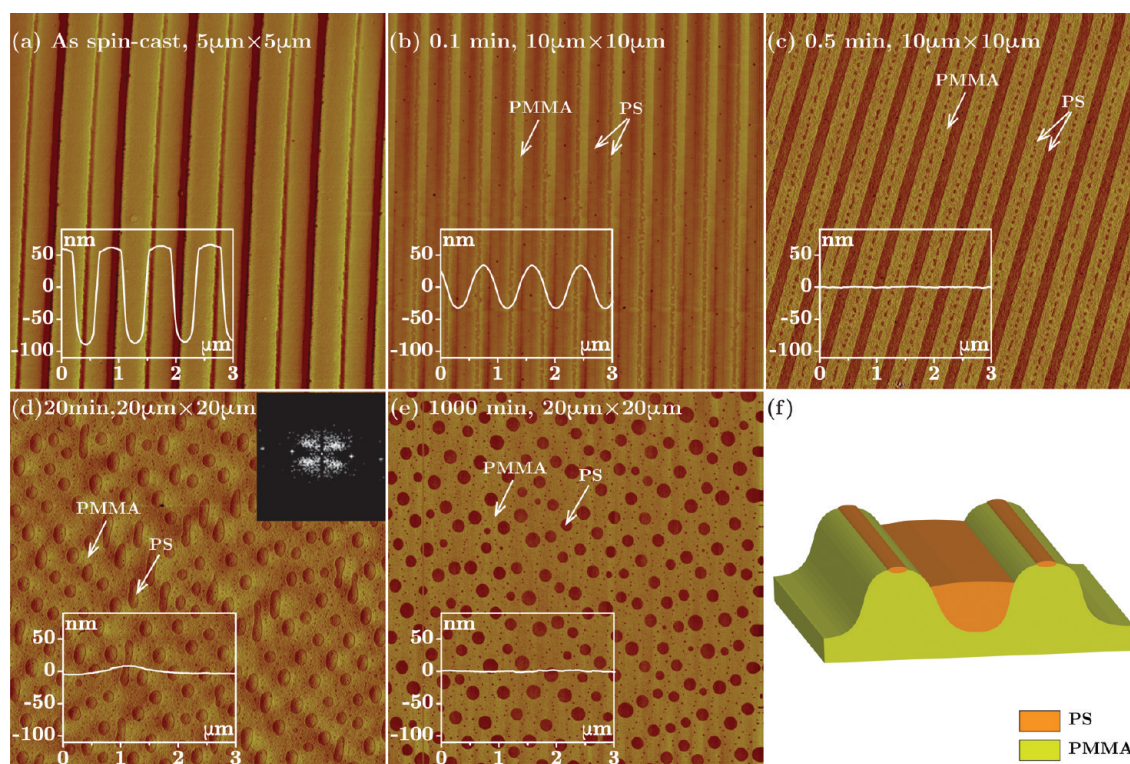 (a) As spin-cast, 5μm×5μm
nm
50
0
-50
-100
μm
0 1 2 3
(b) 0.1 min, 10μm×10μm
PMMA
PS
nm
50
0
-50
-100
μm
0 1 2 3
(c) 0.5 min, 10μm×10μm
PMMA
PS
nm
50
0
-50
-100
μm
0 1 2 3
(d)20min,20μm×20μm
PMMA
PS
nm
50
0
-50
-100
μm
0 1 2 3
(e) 1000 min, 20μm×20μm
PMMA
PS
nm
50
0
-50
-100
μm
0 1 2 3
(f)
PS
PMMA